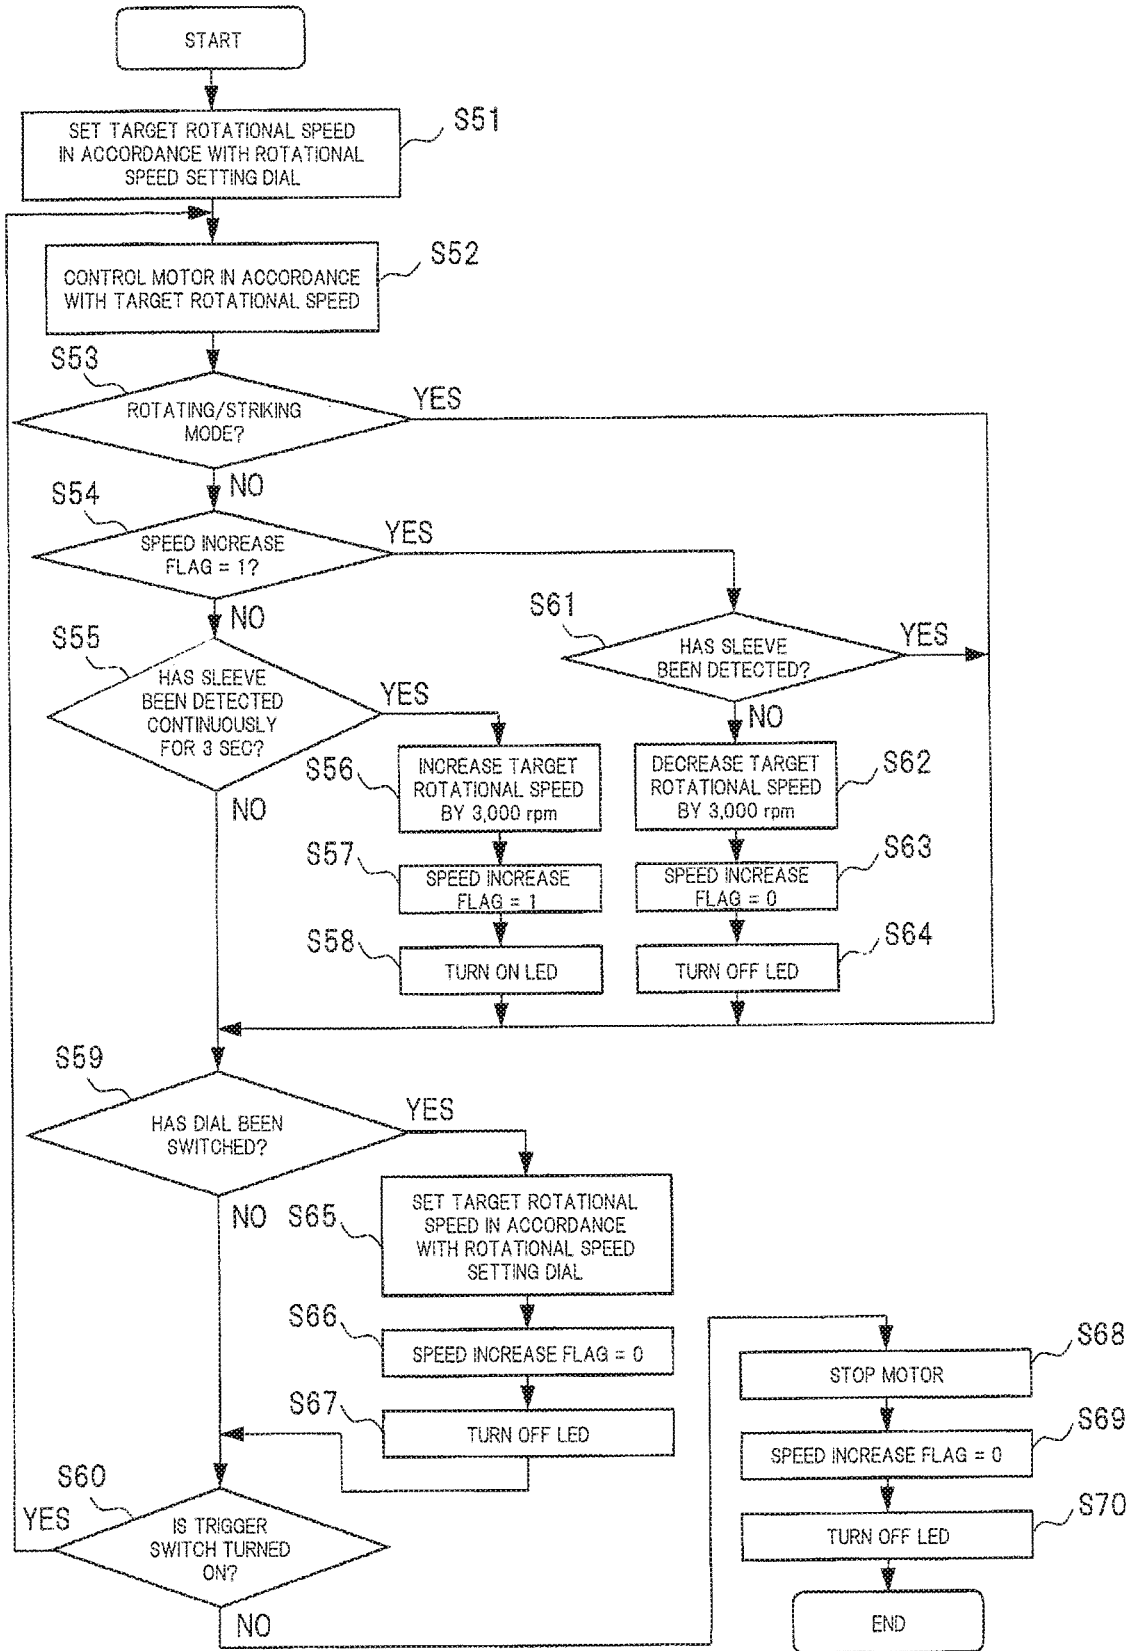 START
SET TARGET ROTATIONAL SPEED
IN ACCORDANCE WITH ROTATIONAL
SPEED SETTING DIAL
S51
CONTROL MOTOR IN ACCORDANCE
WITH TARGET ROTATIONAL SPEED
S52
S53
ROTATING/STRIKING
MODE?
YES
NO
S54
SPEED INCREASE
FLAG = 1?
YES
NO
S55
HAS SLEEVE
BEEN DETECTED
CONTINUOUSLY
FOR 3 SEC?
YES
NO
S61
HAS SLEEVE
BEEN DETECTED?
YES
NO
S56
INCREASE TARGET
ROTATIONAL SPEED
BY 3,000 rpm
DECREASE TARGET
ROTATIONAL SPEED
BY 3,000 rpm
S62
S57
SPEED INCREASE
FLAG = 1
SPEED INCREASE
FLAG = 0
S63
S58
TURN ON LED
TURN OFF LED
S64
S59
HAS DIAL BEEN
SWITCHED?
YES
NO
S65
SET TARGET ROTATIONAL
SPEED IN ACCORDANCE
WITH ROTATIONAL SPEED
SETTING DIAL
S66
SPEED INCREASE FLAG = 0
S67
TURN OFF LED
S60
IS TRIGGER
SWITCH TURNED
ON?
YES
NO
STOP MOTOR
S68
SPEED INCREASE FLAG = 0
S69
TURN OFF LED
S70
END